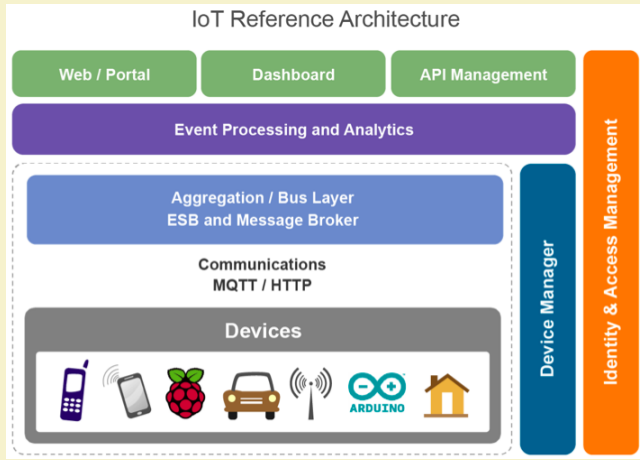 IoT Reference Architecture
Web / Portal
Dashboard
API Management
Event Processing and Analytics
Aggregation / Bus Layer
ESB and Message Broker
Communications
MQTT / HTTP
Devices
ARDUINO
Device Manager
Identity & Access Management